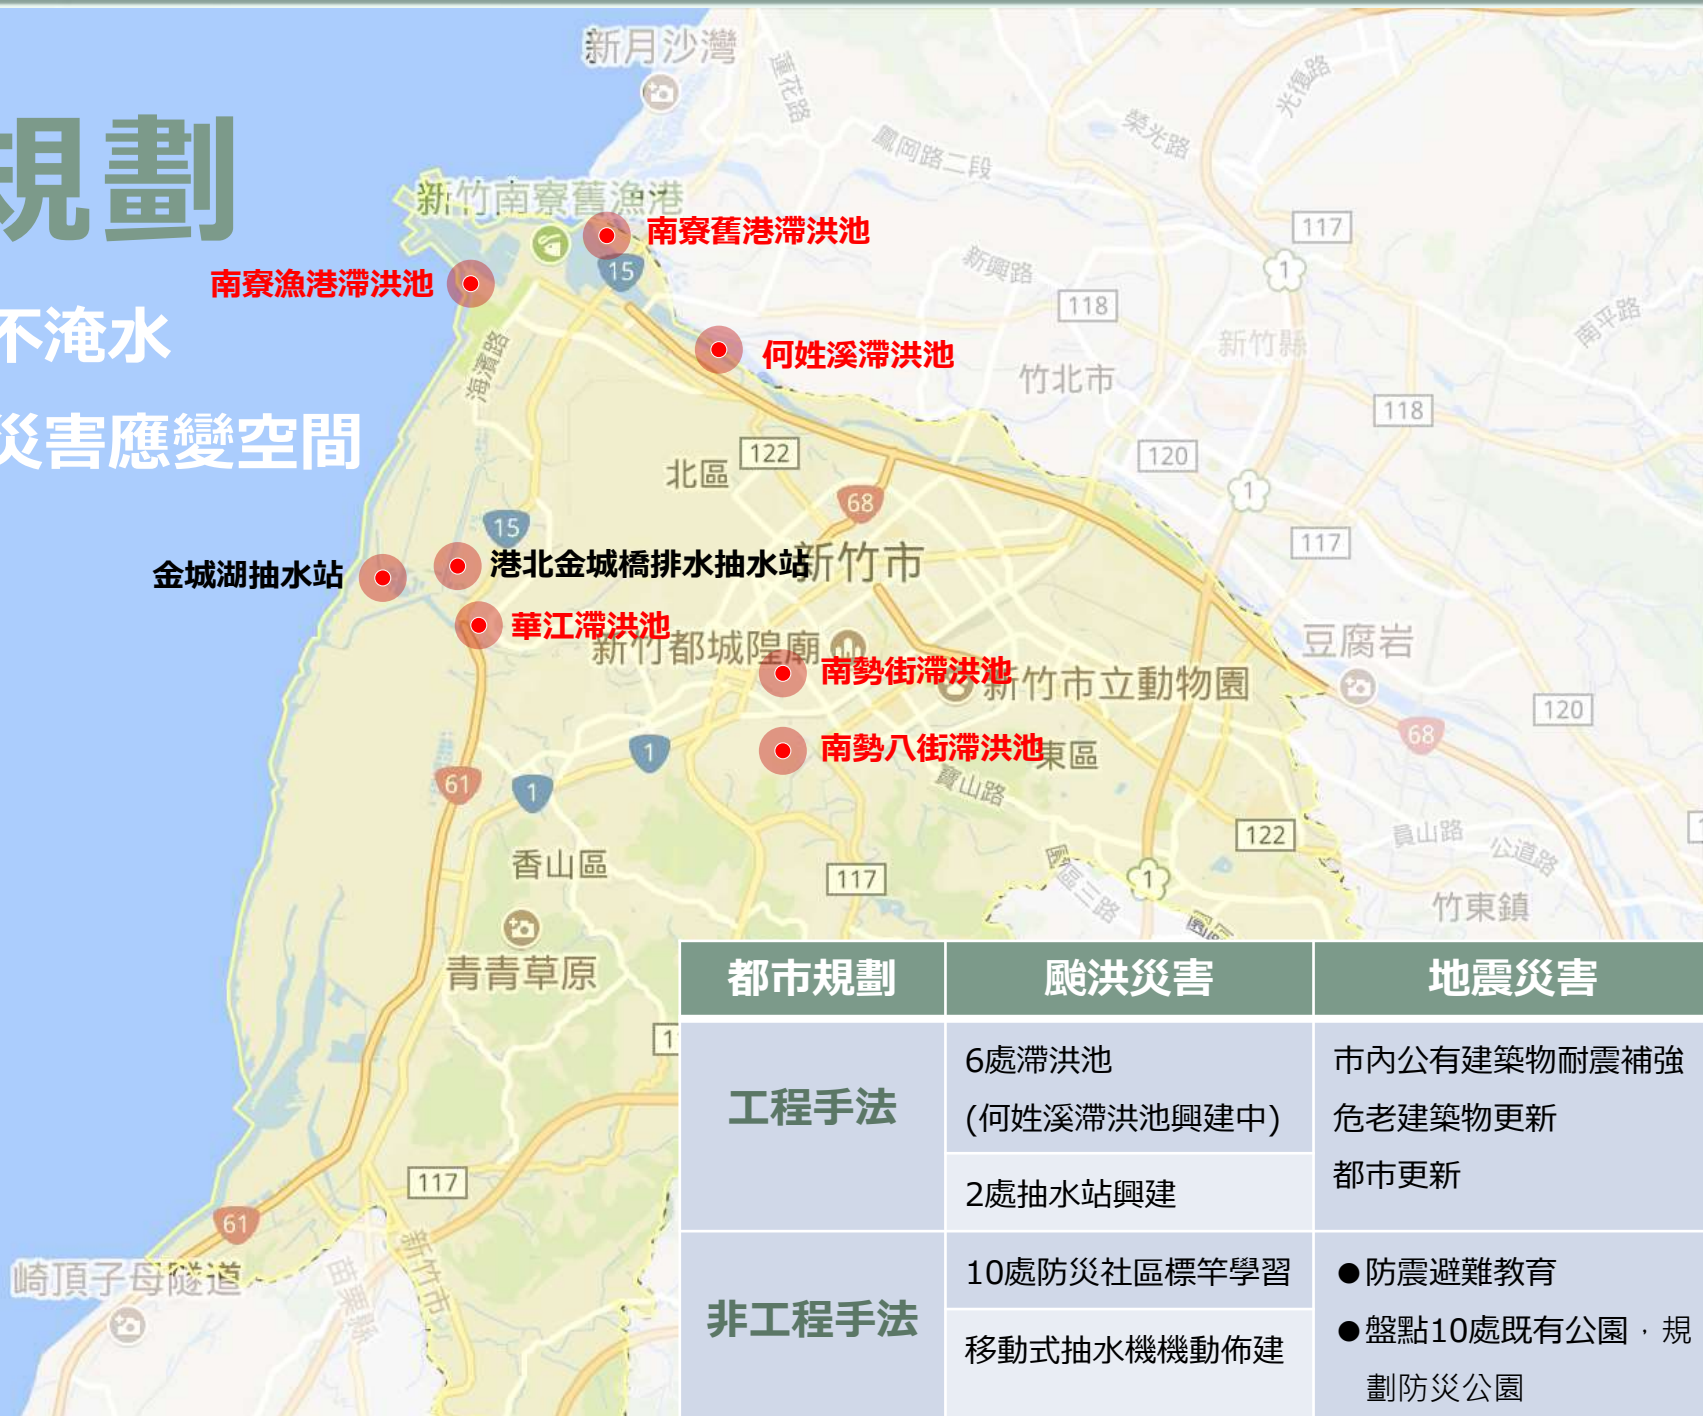 新月沙灣
蓮花路
光復路
榮光路
鳳岡路二段
規劃
新竹南寮舊漁港
南寮舊港滯洪池
117
新興路
1
15
南寮漁港滯洪池
118
南平路
不淹水
海濱路
何姓溪滯洪池
新竹縣
竹北市
118
災害應變空間
北區
122
120
68
1
15
117
金城湖抽水站
港北金城橋排水抽水站
新竹市
華江滯洪池
新竹都城隍廟
豆腐岩
南勢街滯洪池
新竹市立動物園
120
68
1
南勢八街滯洪池
東區
寶山路
61
1
122
員山路
公道路
香山區
117
1
竹東鎮
青青草原
117
61
新竹市
苗栗縣
崎頂子母隧道
都市規劃 颱洪災害 地震災害
工程手法
6處滯洪池
(何姓溪滯洪池興建中)
2處抽水站興建
市內公有建築物耐震補強
危老建築物更新
都市更新
非工程手法
10處防災社區標竿學習
移動式抽水機機動佈建
●防震避難教育
●盤點10處既有公園，規
劃防災公園